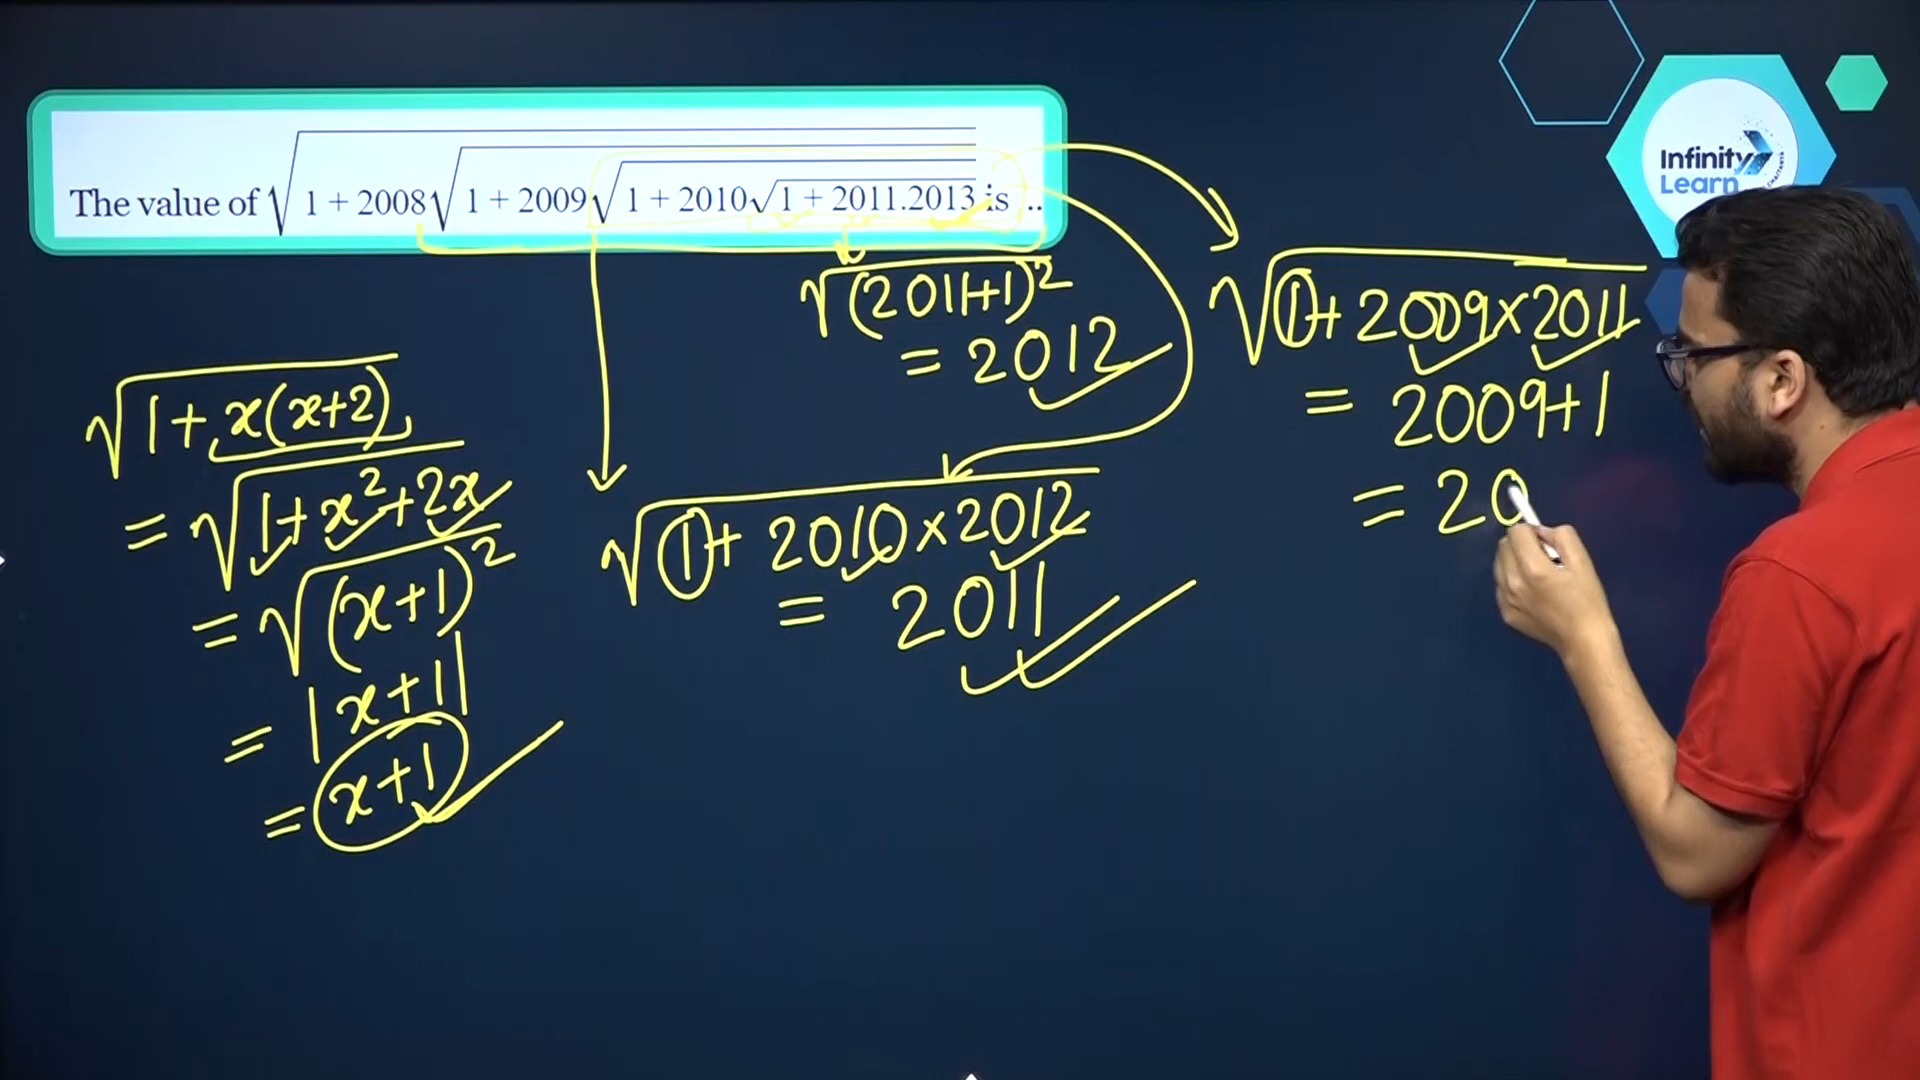 The value of √(1 + 2008√(1 + 2009√(1 + 2010√(1 + 2011.2013)))) is ..
Infinity
Learn
√(2011+1)²
= 2012
√(1 + x(x+2))
= √(1 + x² + 2x)
= √(x+1)²
= |x+1|
= x+1
√(1 + 2010 × 2012)
= 2011
√(1 + 2009 × 2011)
= 2009+1
= 20